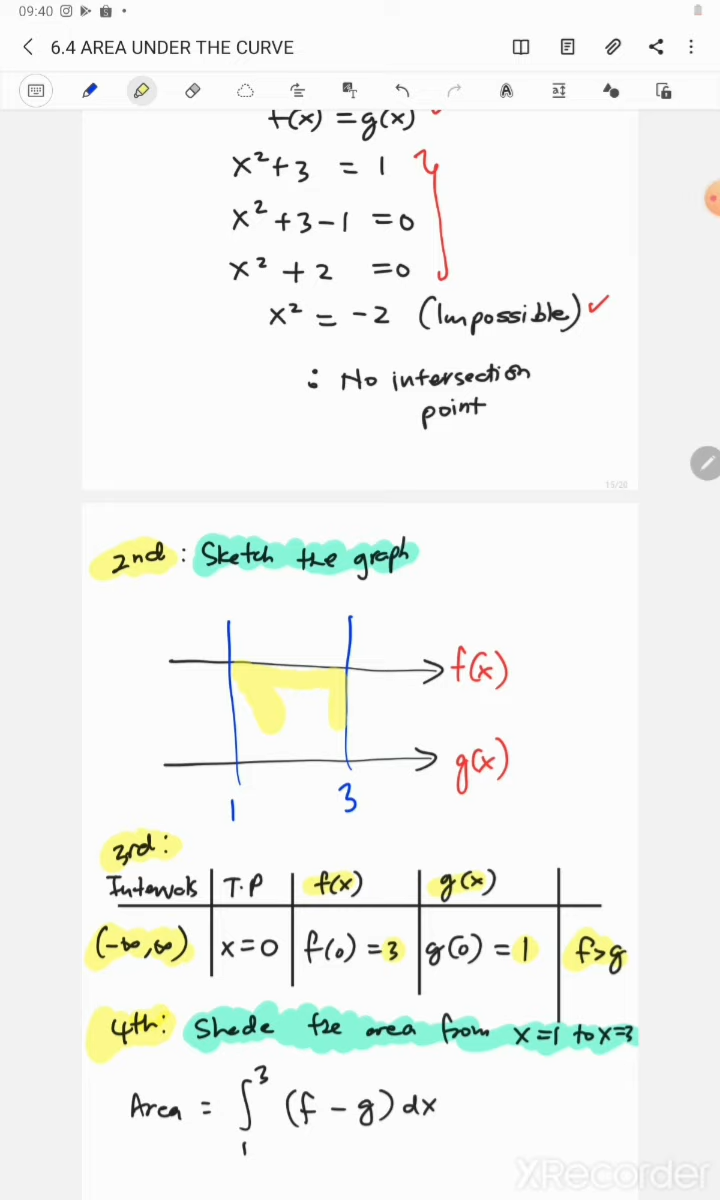 09:40
6.4 AREA UNDER THE CURVE
f(x) = g(x)
x² + 3 = 1
x² + 3 - 1 = 0
x² + 2 = 0
x² = -2 (Impossible) ✓
: No intersection
point
15/20
2nd : Sketch the graph
f(x)
g(x)
1 3
3rd :
Intervals T.P f(x) g(x)
(-∞,∞) x=0 f(0) = 3 g(0) = 1 f>g
4th: Shade the area from x=1 to x=3
Area = ∫₁³ (f - g) dx
XRecorder